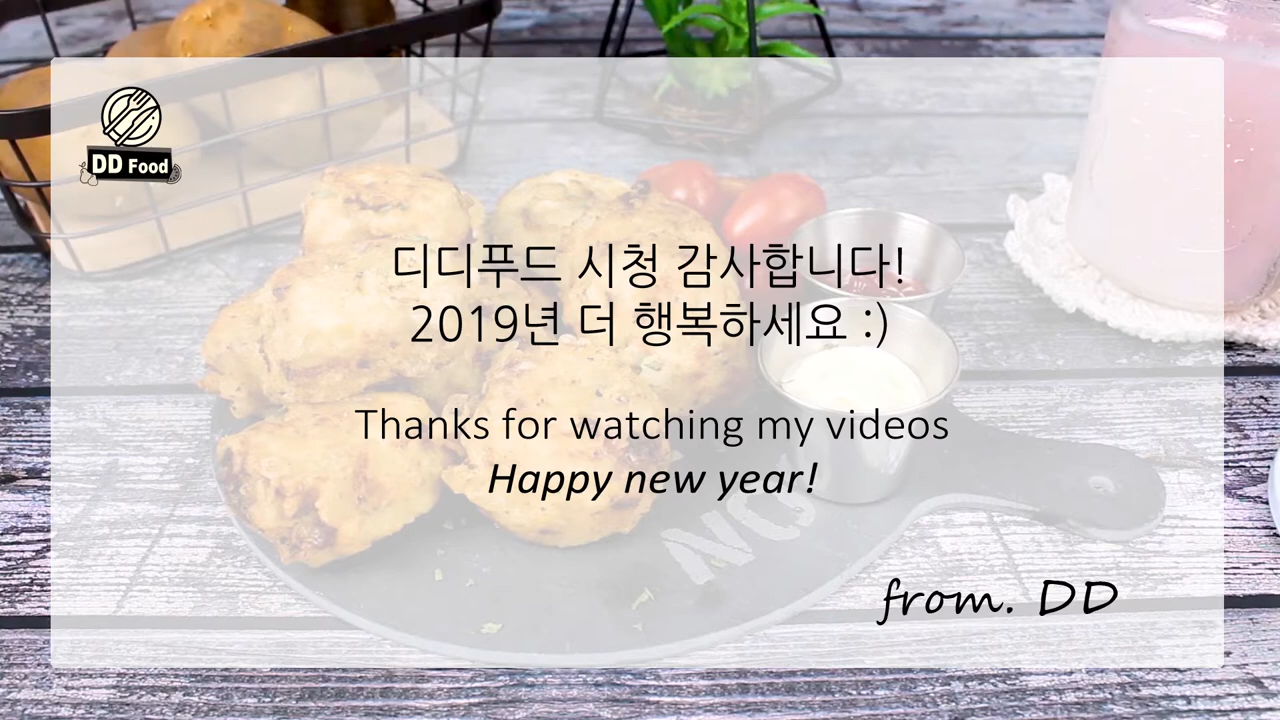 DD Food
디디푸드 시청 감사합니다!
2019년 더 행복하세요 :)
Thanks for watching my videos
Happy new year!
NO
from. DD